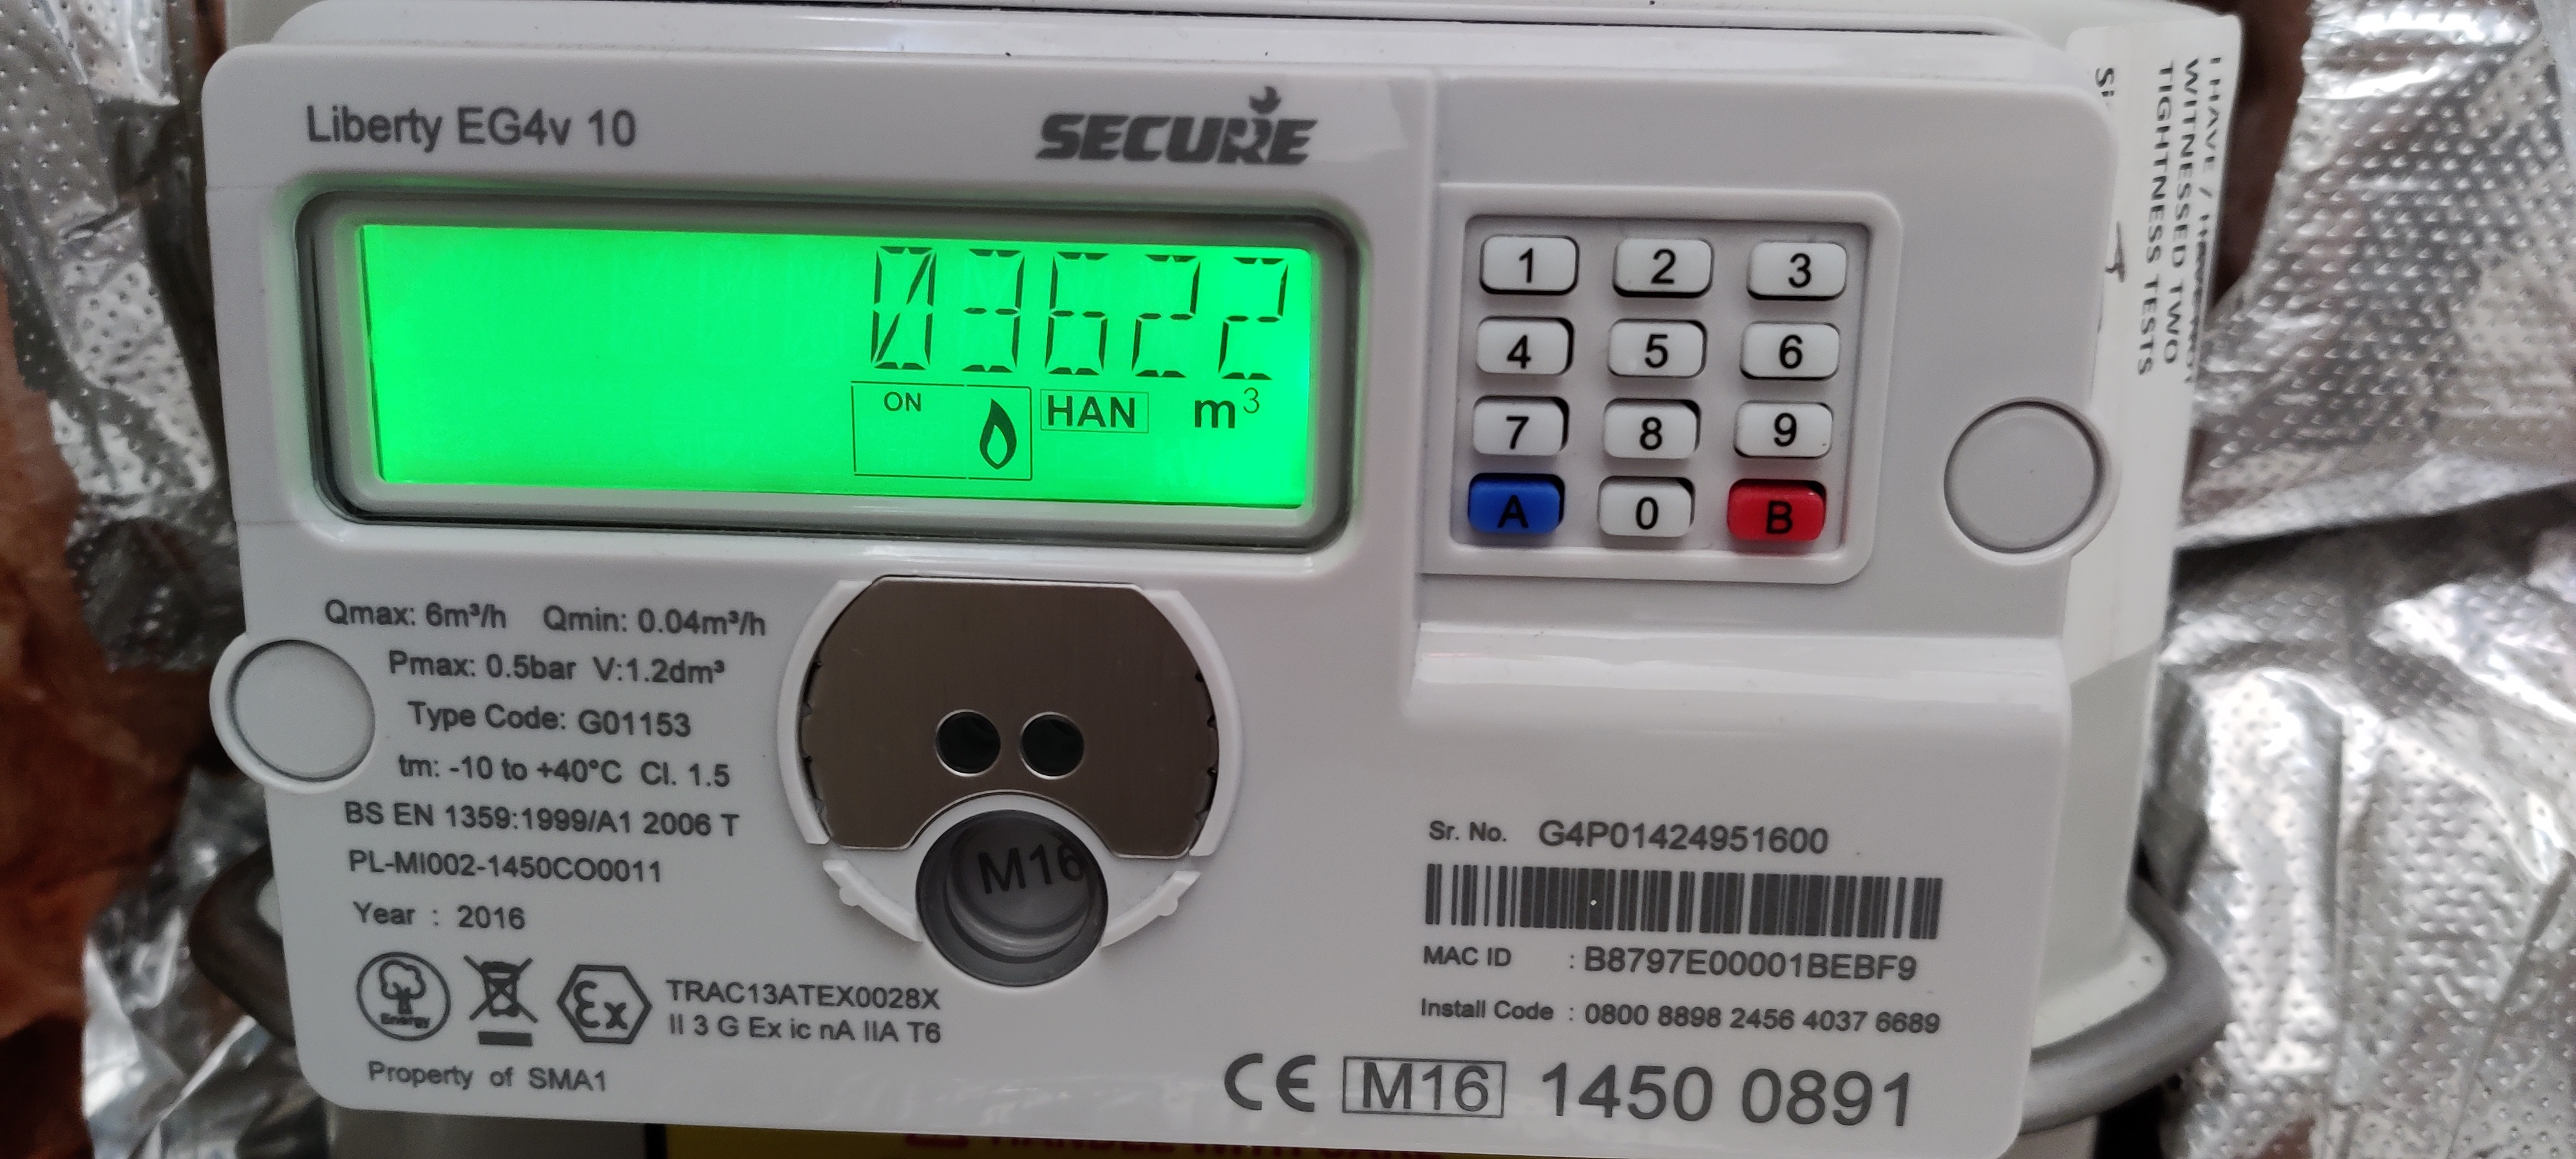 Liberty EG4v 10
SECURE
03622
ON
HAN m³
1 2 3
4 5 6
7 8 9
A 0 B
I HAVE /
WITNESSED TWO
TIGHTNESS TESTS
Qmax: 6m³/h Qmin: 0.04m³/h
Pmax: 0.5bar V:1.2dm³
Type Code: G01153
tm: -10 to +40°C Cl. 1.5
BS EN 1359:1999/A1 2006 T
PL-MI002-1450CO0011
Year : 2016
M16
Energy
Ex
TRAC13ATEX0028X
II 3 G Ex ic nA IIA T6
Property of SMA1
Sr. No. G4P01424951600
MAC ID : B8797E00001BEBF9
Install Code : 0800 8898 2456 4037 6689
CE M16 1450 0891